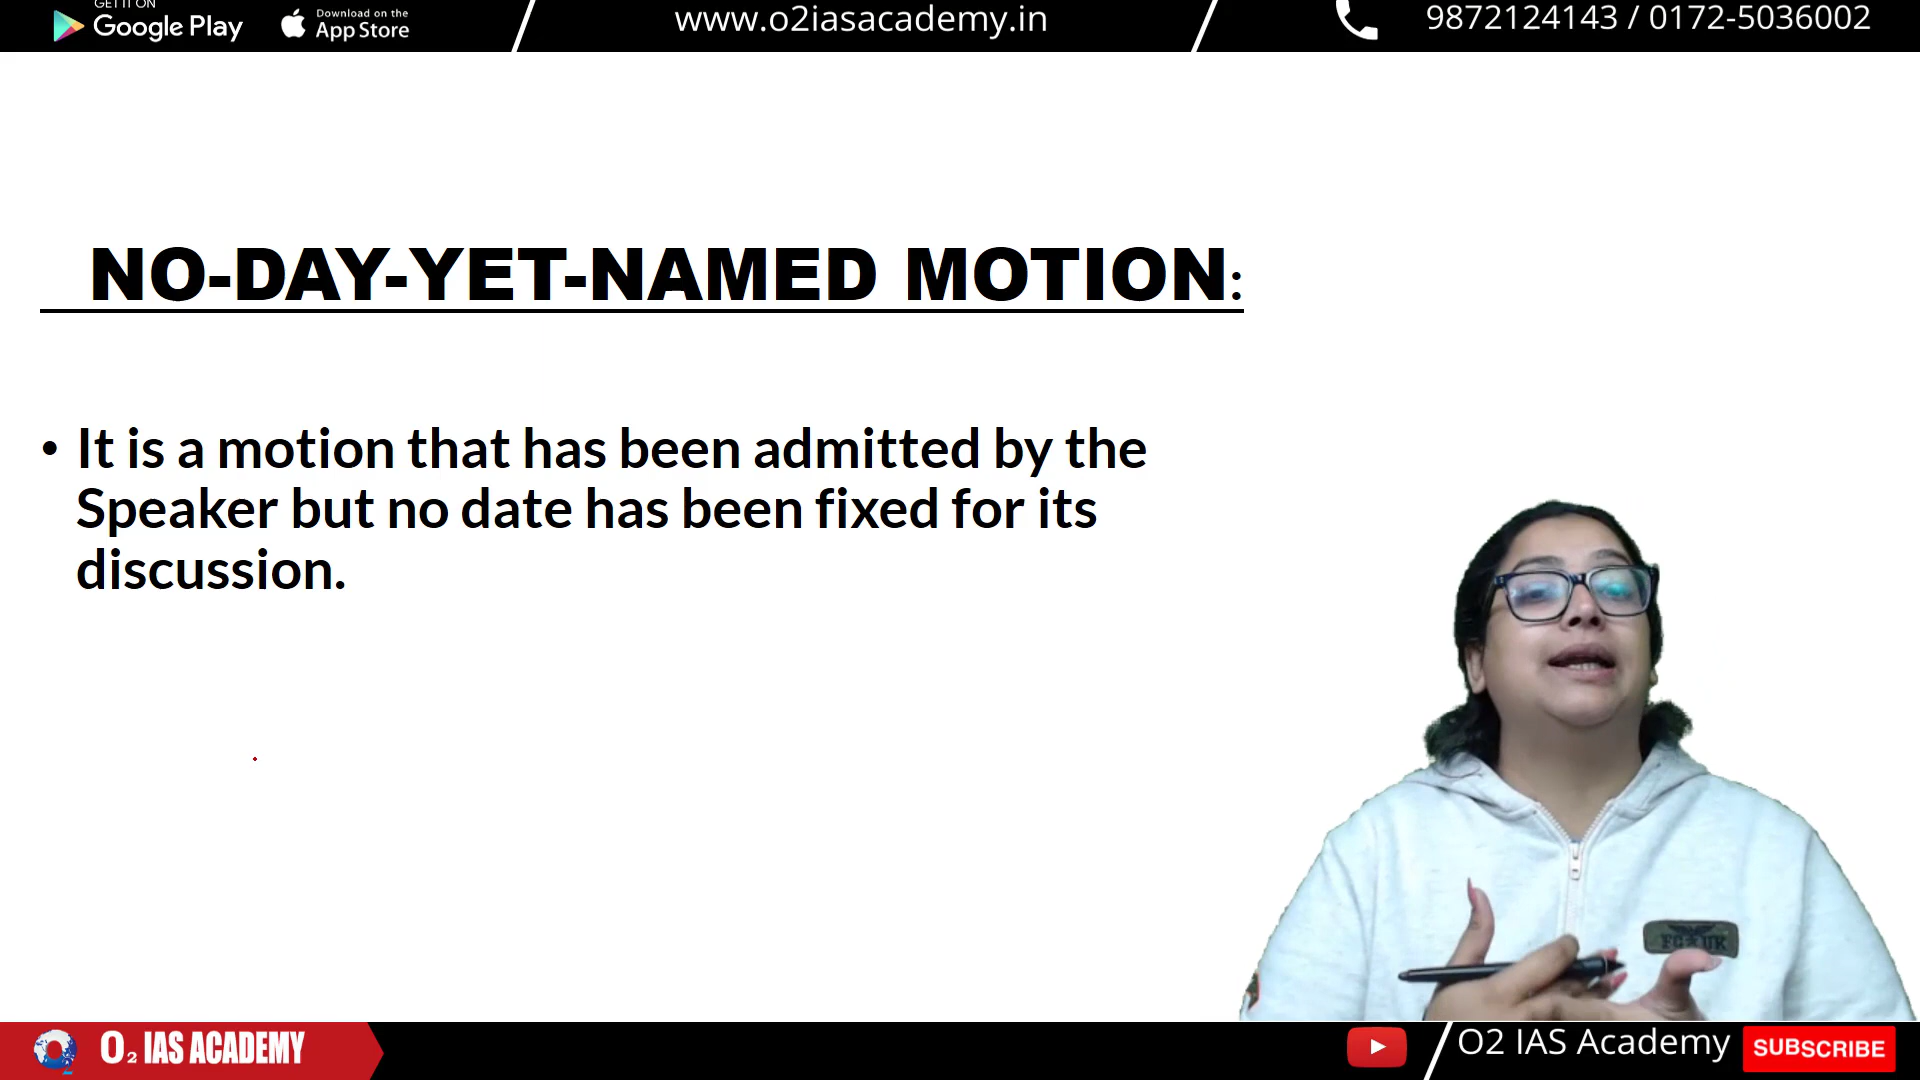 GET IT ON
Google Play
Download on the
App Store
www.o2iasacademy.in
9872124143 / 0172-5036002
NO-DAY-YET-NAMED MOTION:
• It is a motion that has been admitted by the
Speaker but no date has been fixed for its
discussion.
FC UK
O₂ IAS ACADEMY
O2 IAS Academy
SUBSCRIBE